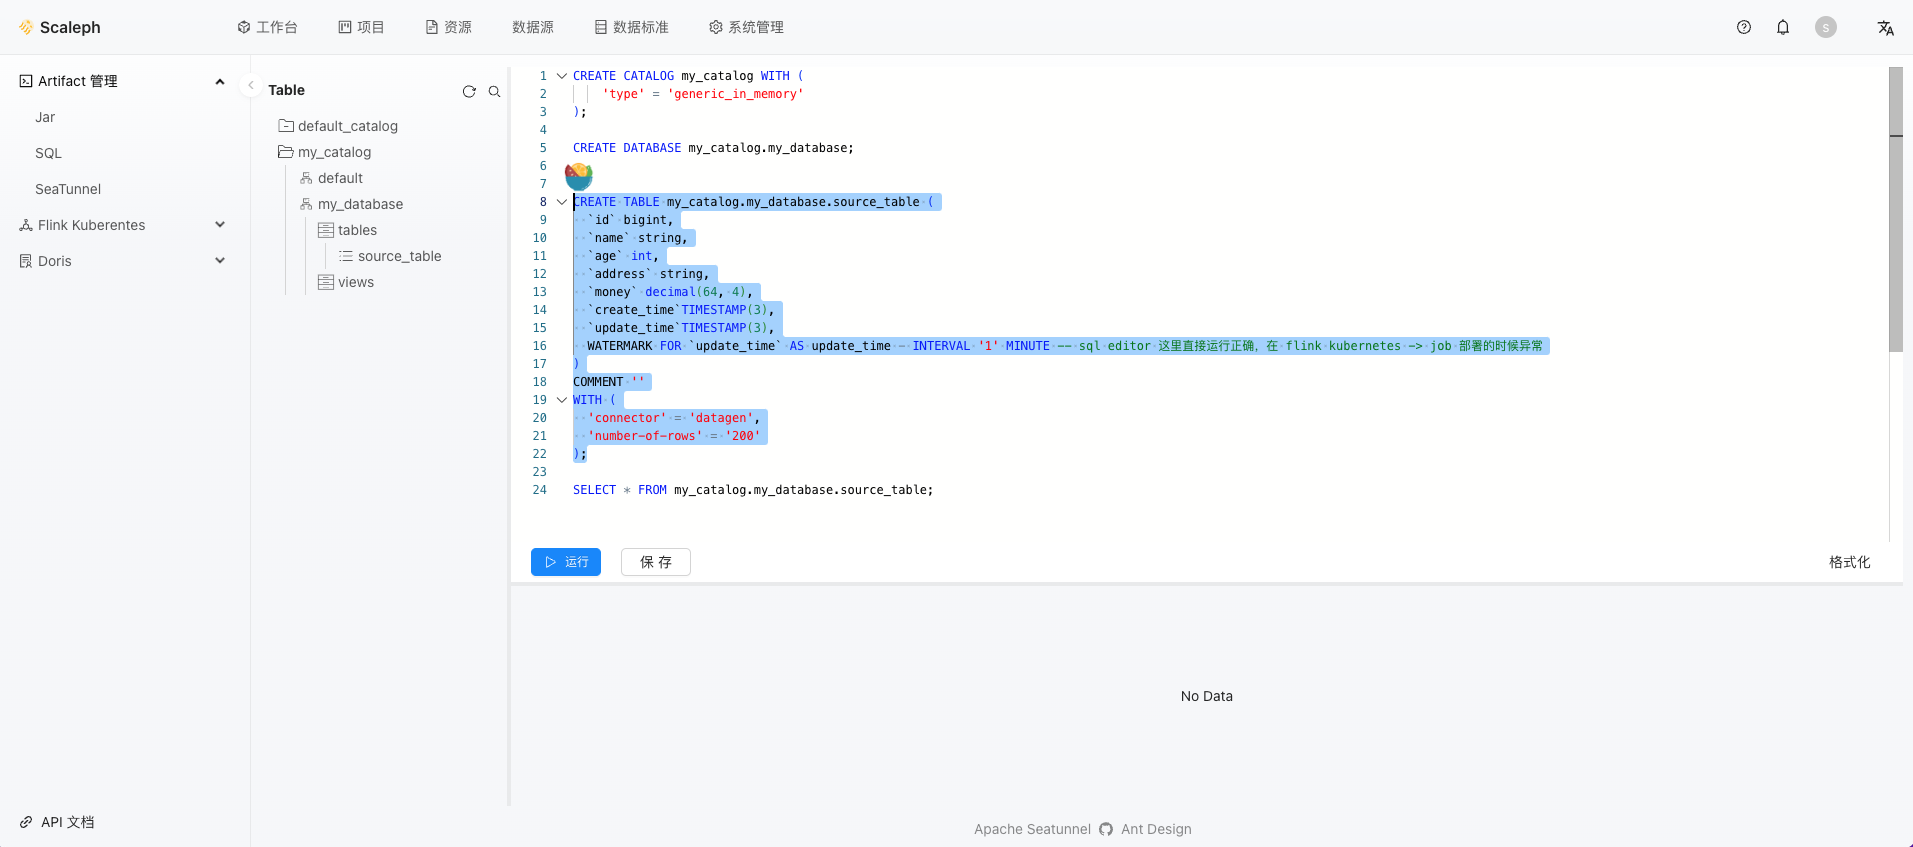 Scaleph
工作台
项目
资源
数据源
数据标准
系统管理
S
Artifact 管理
Jar
SQL
SeaTunnel
Flink Kuberentes
Doris
API 文档
Table
default_catalog
my_catalog
default
my_database
tables
source_table
views
1 CREATE CATALOG my_catalog WITH (
2 'type' = 'generic_in_memory'
3 );
4
5 CREATE DATABASE my_catalog.my_database;
6
7
8 CREATE TABLE my_catalog.my_database.source_table (
9 `id` bigint,
10 `name` string,
11 `age` int,
12 `address` string,
13 `money` decimal(64, 4),
14 `create_time`TIMESTAMP(3),
15 `update_time`TIMESTAMP(3),
16 WATERMARK FOR `update_time` AS update_time - INTERVAL '1' MINUTE -- sql editor 这里直接运行正确，在 flink kubernetes -> job 部署的时候异常
17 )
18 COMMENT ''
19 WITH (
20 'connector' = 'datagen',
21 'number-of-rows' = '200'
22 );
23
24 SELECT * FROM my_catalog.my_database.source_table;
运行
保 存
格式化
No Data
Apache Seatunnel Ant Design